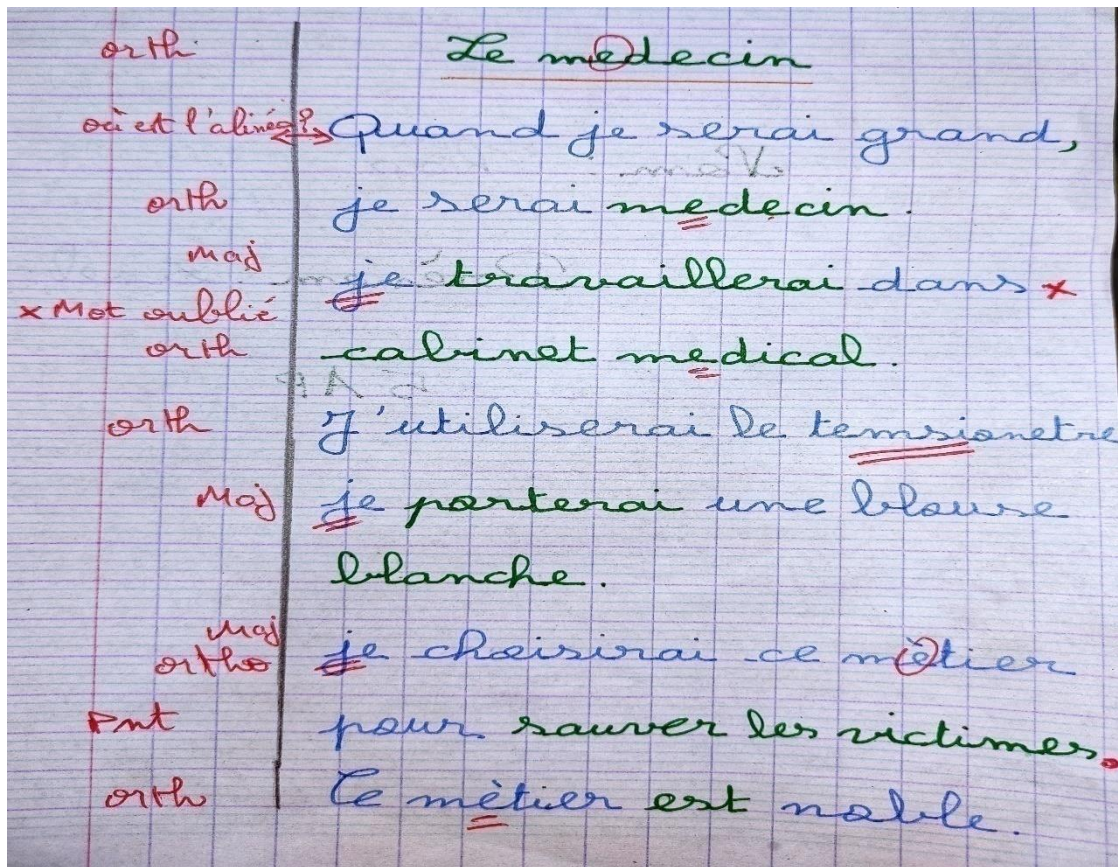 orth Le medecin
où est l'alinéa? Quand je serai grand,
orth je serai medecin.
maj je travaillerai dans x
x Mot oublié
orth cabinet medical.
orth J'utiliserai le temsionetre
Maj je porterai une blouse
blanche.
Maj
ortho je choisirai ce mètier
Pnt pour sauver les victimes.
orth Ce mètier est noble.